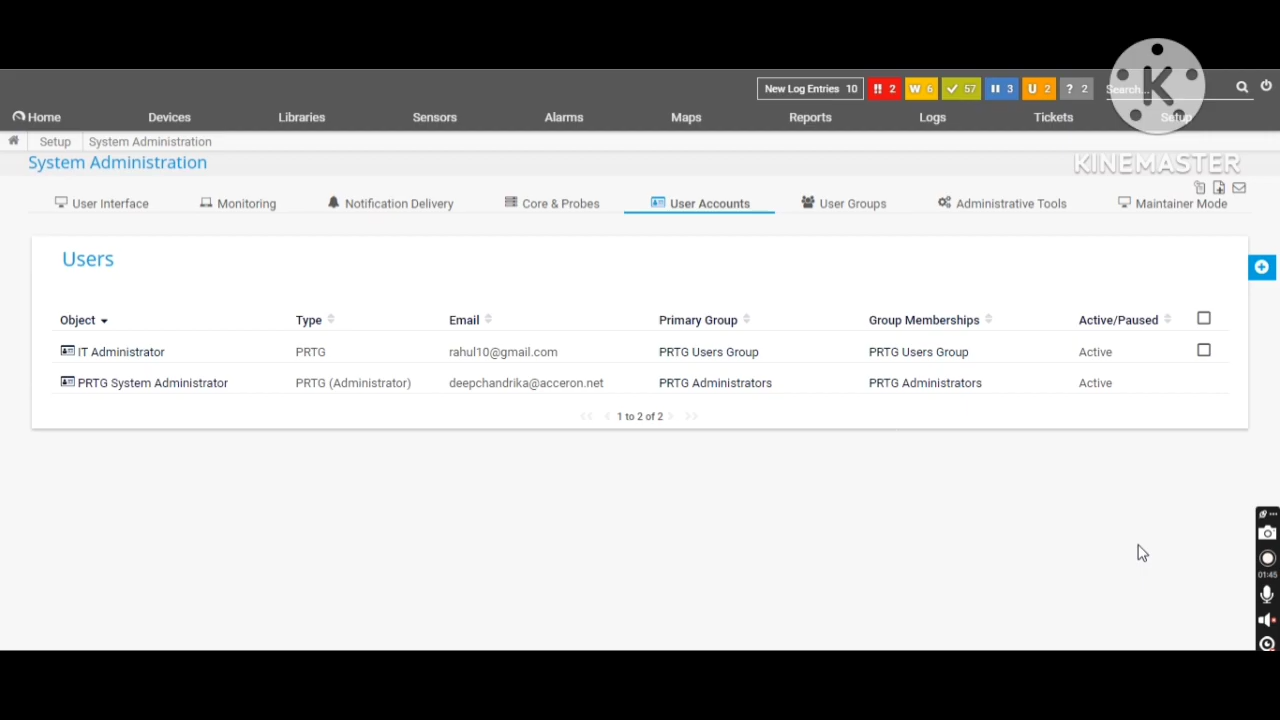 New Log Entries 10 !! 2 W 6 57 3 U 2 ? 2 Search...
Home Devices Libraries Sensors Alarms Maps Reports Logs Tickets Setup
Setup System Administration
System Administration
KINEMASTER
User Interface Monitoring Notification Delivery Core & Probes User Accounts User Groups Administrative Tools Maintainer Mode
Users
Object Type Email Primary Group Group Memberships Active/Paused
IT Administrator PRTG rahul10@gmail.com PRTG Users Group PRTG Users Group Active
PRTG System Administrator PRTG (Administrator) deepchandrika@acceron.net PRTG Administrators PRTG Administrators Active
<< < 1 to 2 of 2 > >>
01:45